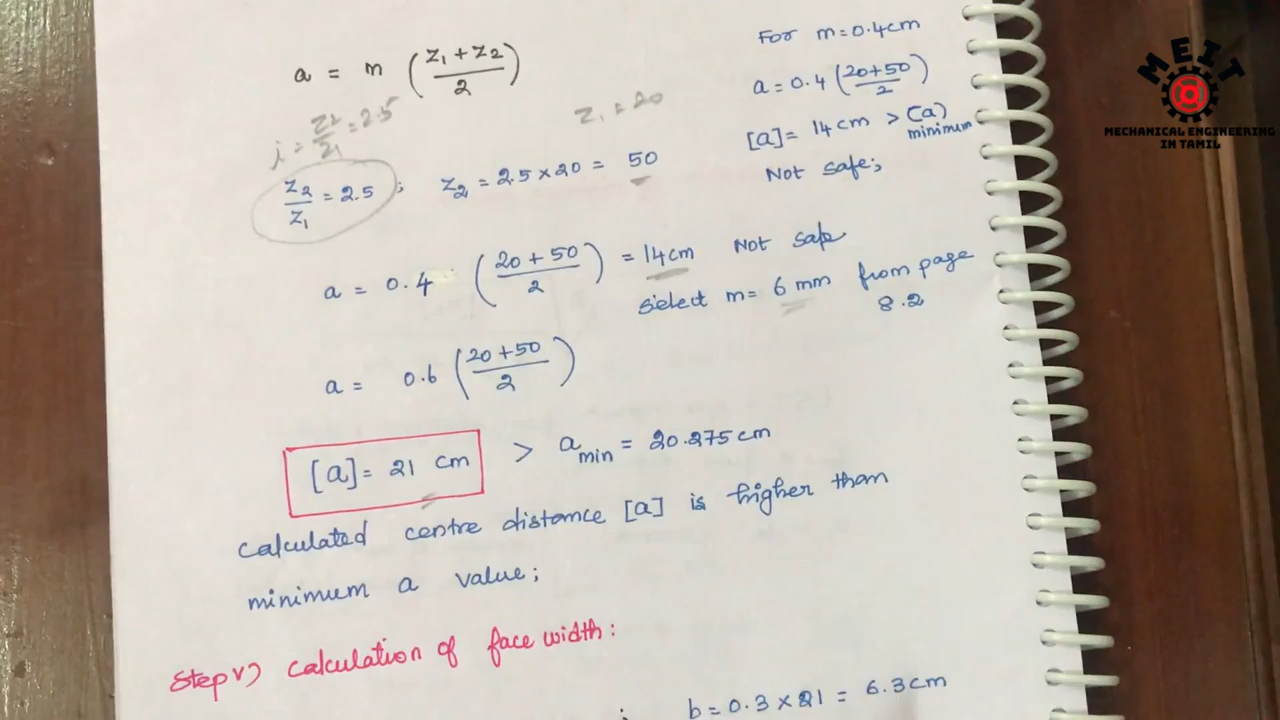 a = m ( z1 + z2 / 2 )
i = z2 / z1 = 2.5
z1 = 20
z2 / z1 = 2.5 ; z2 = 2.5 × 20 = 50
For m = 0.4cm
a = 0.4 ( 20+50 / 2 )
[a] = 14 cm > (a) minimum
Not safe;
MEIT
MECHANICAL ENGINEERING
IN TAMIL
a = 0.4 ( 20 + 50 / 2 ) = 14cm Not safe
select m = 6 mm from page
8.2
a = 0.6 ( 20 + 50 / 2 )
[a] = 21 cm > a min = 20.275 cm
calculated centre distance [a] is higher than
minimum a value;
Step v) calculation of face width:
b = 0.3 × 21 = 6.3cm